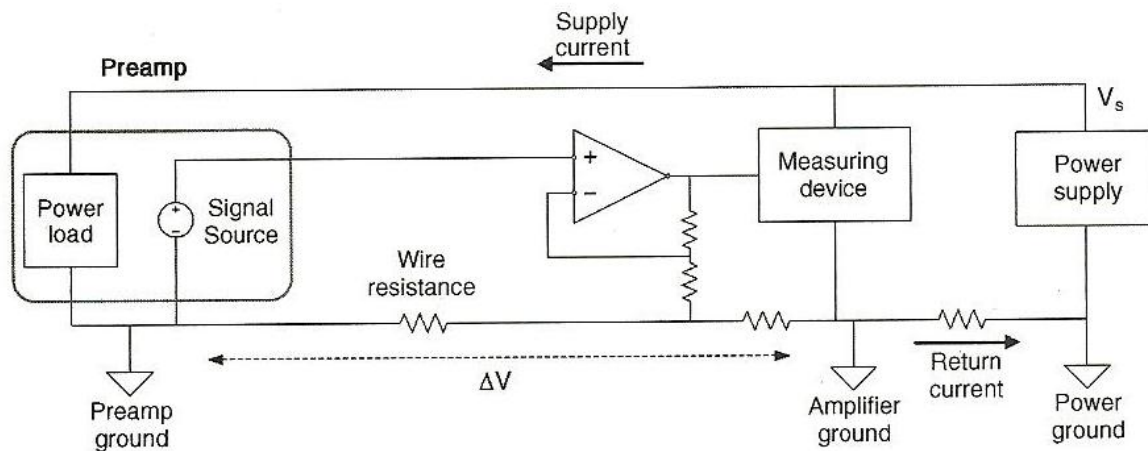 Supply
current
Preamp
V_s
Power
load
+
−
Signal
Source
+
−
Measuring
device
Power
supply
Wire
resistance
ΔV
Return
current
Preamp
ground
Amplifier
ground
Power
ground